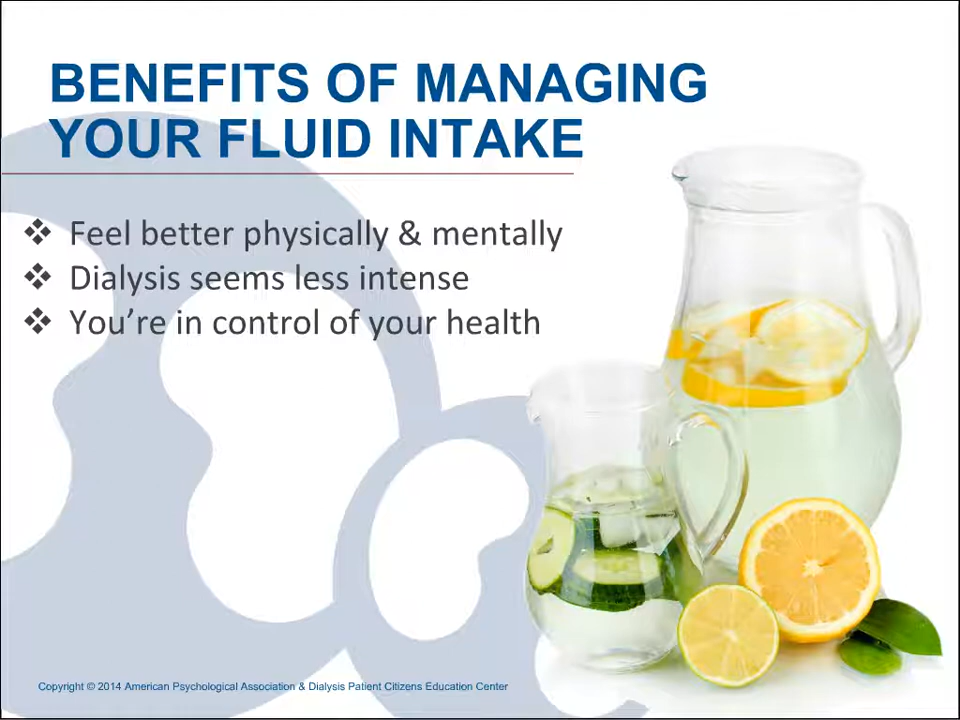 BENEFITS OF MANAGING
YOUR FLUID INTAKE
❖ Feel better physically & mentally
❖ Dialysis seems less intense
❖ You’re in control of your health
Copyright © 2014 American Psychological Association & Dialysis Patient Citizens Education Center